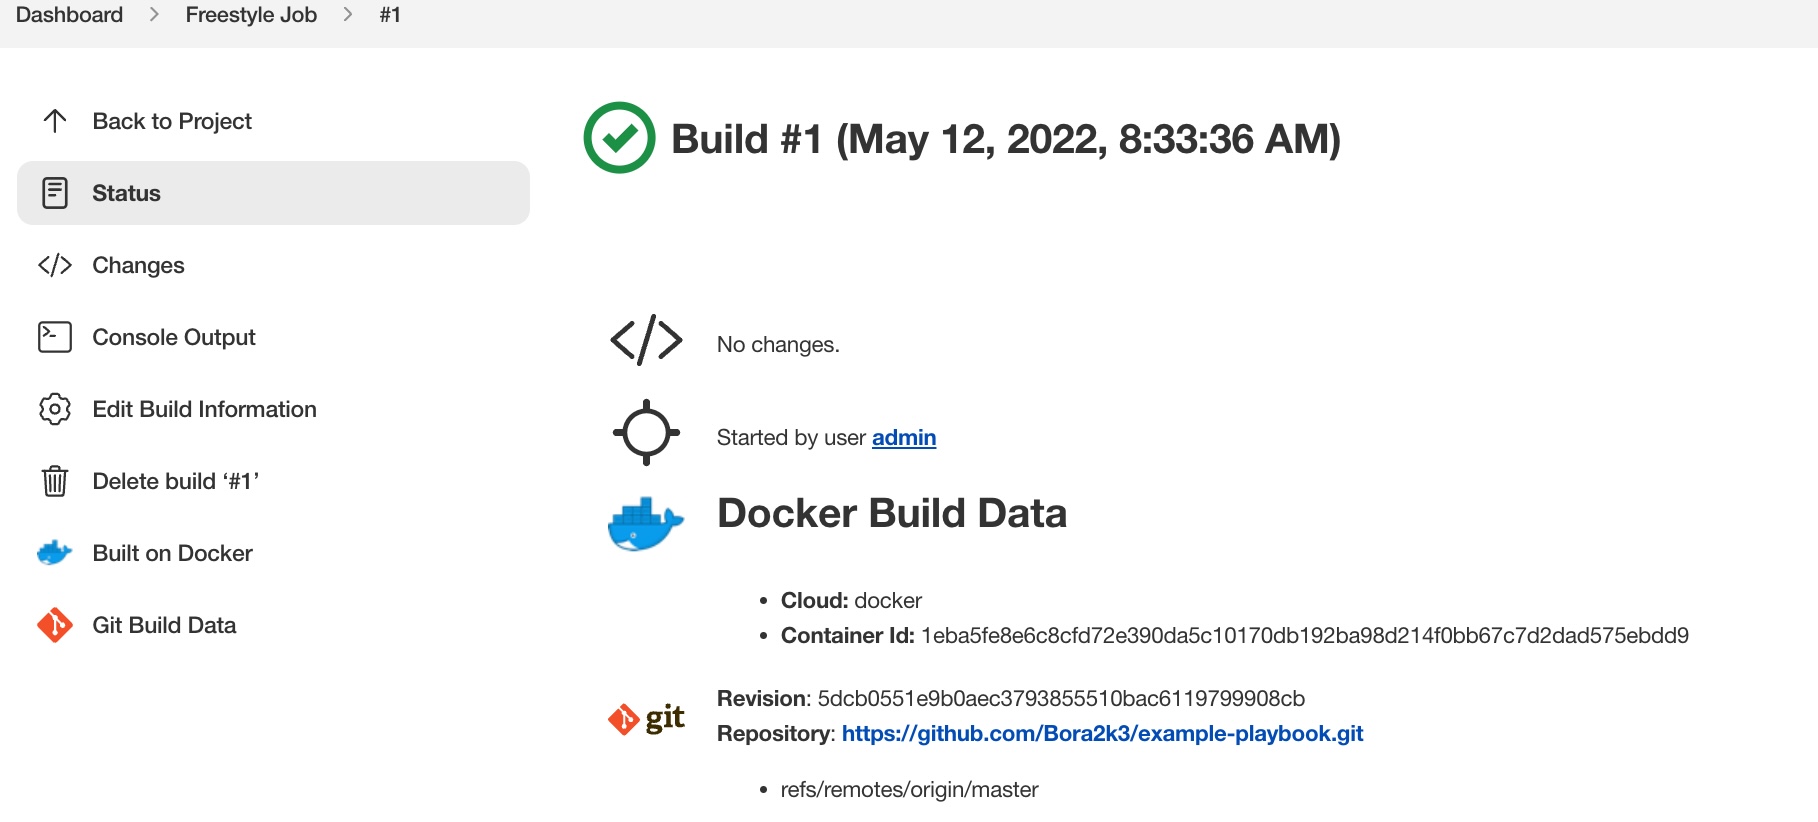 Dashboard > Freestyle Job > #1
Back to Project
Status
Changes
Console Output
Edit Build Information
Delete build ‘#1’
Built on Docker
Git Build Data
Build #1 (May 12, 2022, 8:33:36 AM)
No changes.
Started by user admin
Docker Build Data
• Cloud: docker
• Container Id: 1eba5fe8e6c8cfd72e390da5c10170db192ba98d214f0bb67c7d2dad575ebdd9
git
Revision: 5dcb0551e9b0aec3793855510bac6119799908cb
Repository: https://github.com/Bora2k3/example-playbook.git
• refs/remotes/origin/master